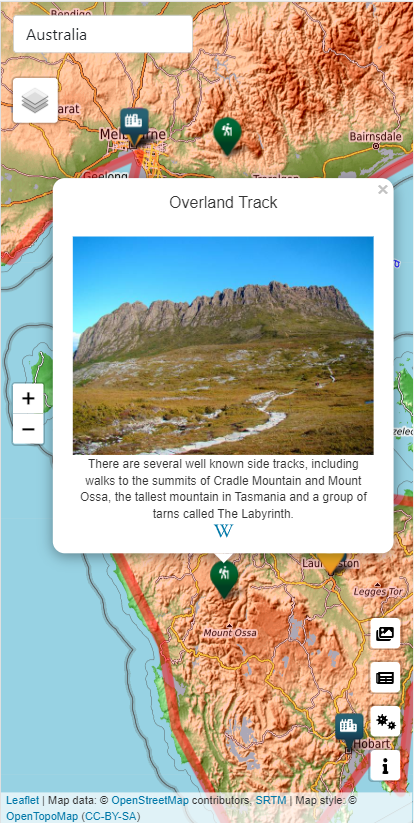 Bendigo
Australia
arat
Melbourne
Bairnsdale
Geelong
Traralgon
×
Overland Track
There are several well known side tracks, including
walks to the summits of Cradle Mountain and Mount
Ossa, the tallest mountain in Tasmania and a group of
tarns called The Labyrinth.
W
+
−
Launceston
Legges Tor
Mount Ossa
Hobart
Leaflet | Map data: © OpenStreetMap contributors, SRTM | Map style: ©
OpenTopoMap (CC-BY-SA)